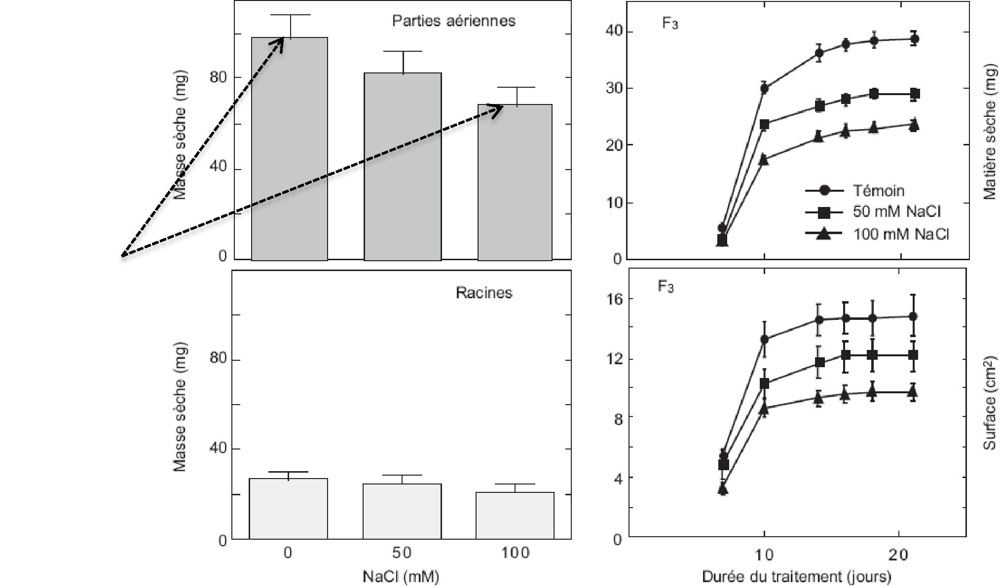 Parties aériennes
Masse sèche (mg)
80
40
0
Racines
Masse sèche (mg)
80
40
0
0 50 100
NaCl (mM)
F3
40
30
20
10
0
Matière sèche (mg)
Témoin
50 mM NaCl
100 mM NaCl
F3
16
12
8
4
0
Surface (cm²)
10 20
Durée du traitement (jours)